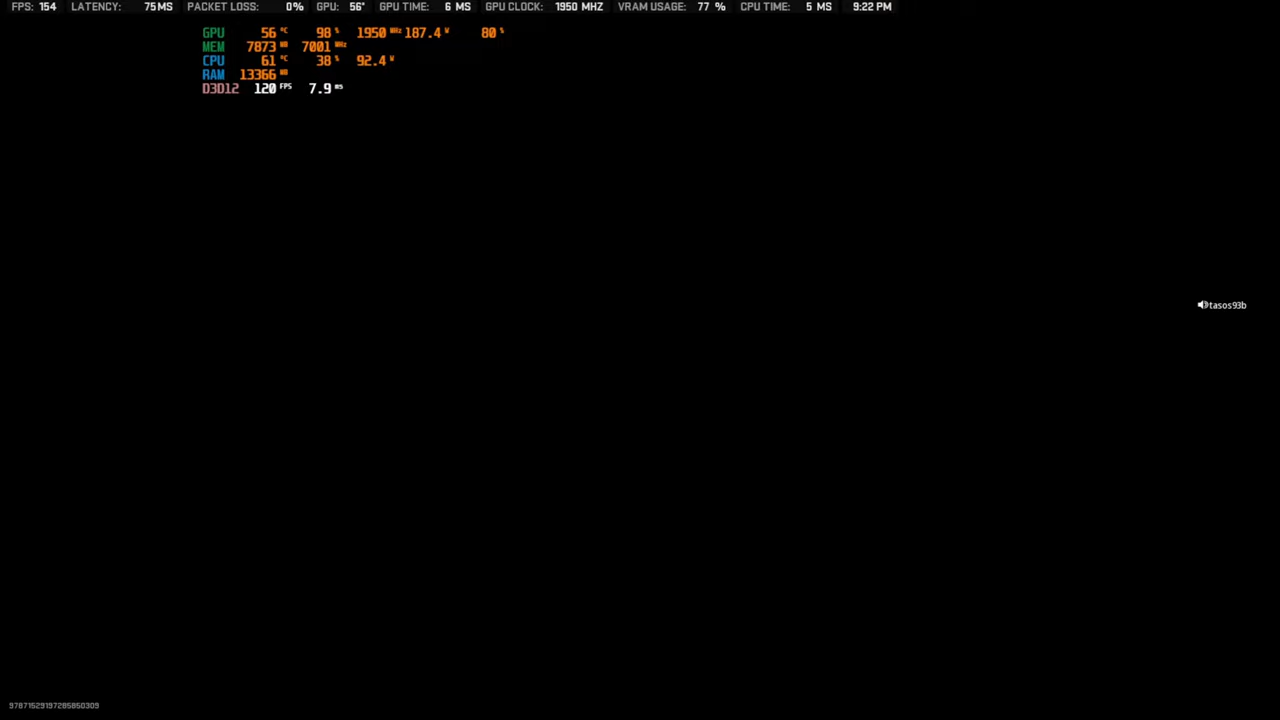 FPS: 154 LATENCY: 75 MS PACKET LOSS: 0% GPU: 56° GPU TIME: 6 MS GPU CLOCK: 1950 MHZ VRAM USAGE: 77 % CPU TIME: 5 MS 9:22 PM
GPU 56 °C 98 % 1950 MHz 187.4 W 80 %
MEM 7873 MB 7001 MHz
CPU 61 °C 38 % 92.4 W
RAM 13366 MB
D3D12 120 FPS 7.9 ms
tasos93b
97871529197285850309